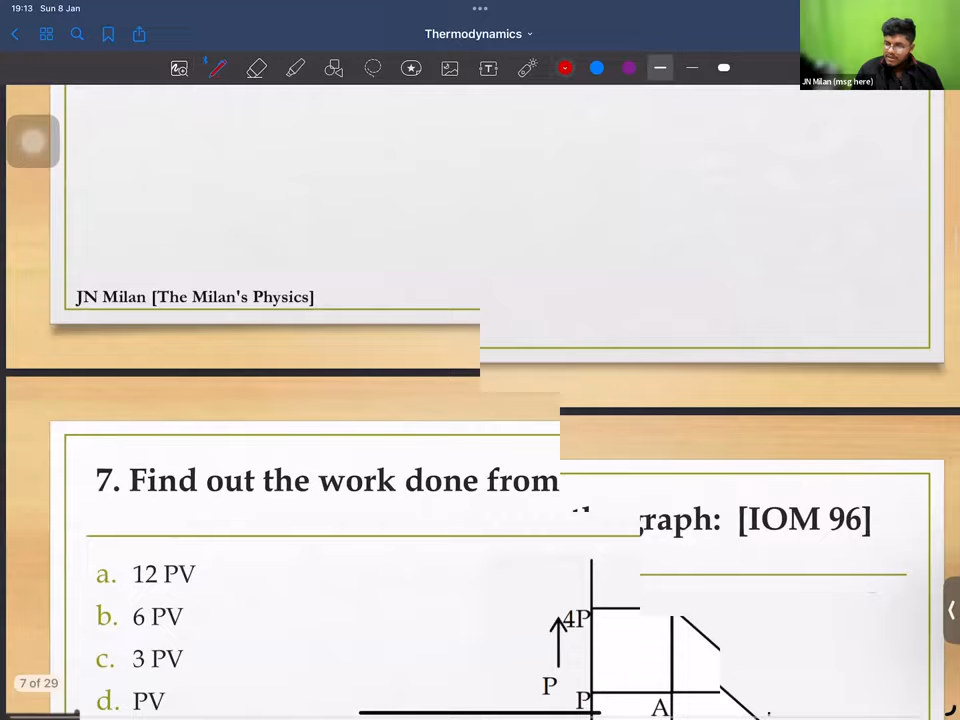 19:13 Sun 8 Jan
Thermodynamics
JN Milan (msg here)
JN Milan [The Milan's Physics]
7. Find out the work done from
graph: [IOM 96]
a. 12 PV
b. 6 PV
c. 3 PV
d. PV
4P
P
P
A
7 of 29